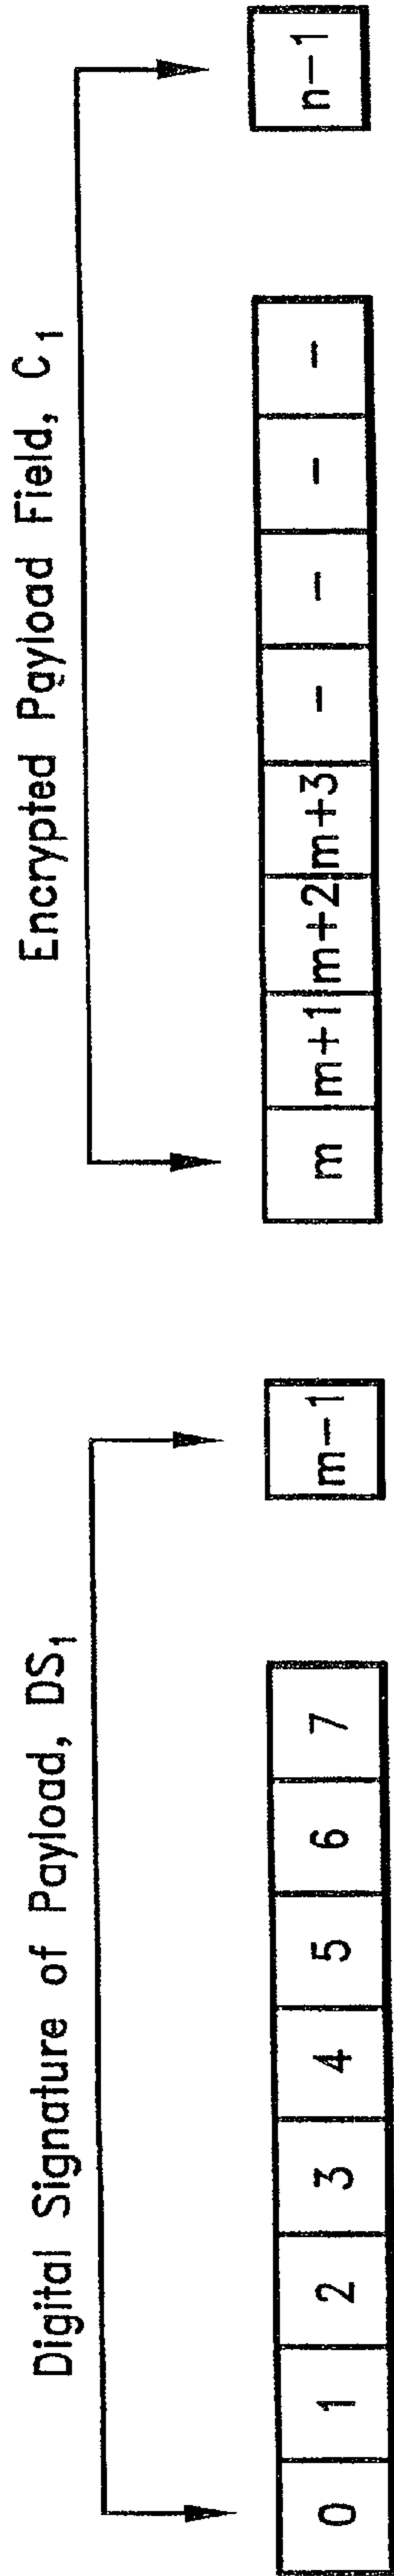 Digital Signature of Payload, DS₁
0 1 2 3 4 5 6 7 m-1
Encrypted Payload Field, C₁
m m+1 m+2 m+3 - - - - n-1